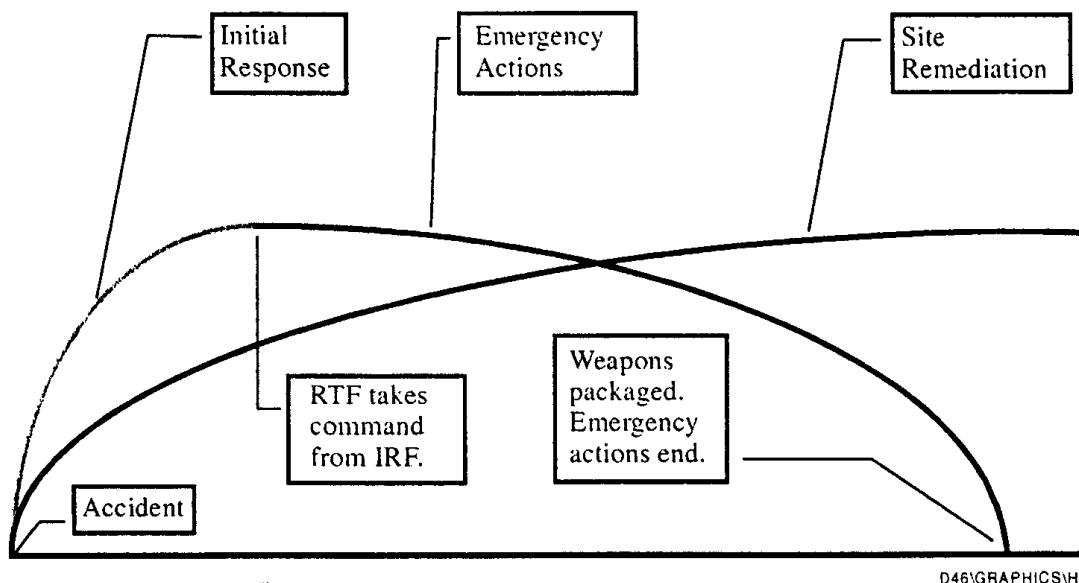 Initial
Response
Emergency
Actions
Site
Remediation
RTF takes
command
from IRF.
Weapons
packaged.
Emergency
actions end.
Accident
D46\GRAPHICS\H